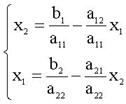 x₂ = b₁/a₁₁ − a₁₂/a₁₁ x₁
x₁ = b₂/a₂₂ − a₂₁/a₂₂ x₂